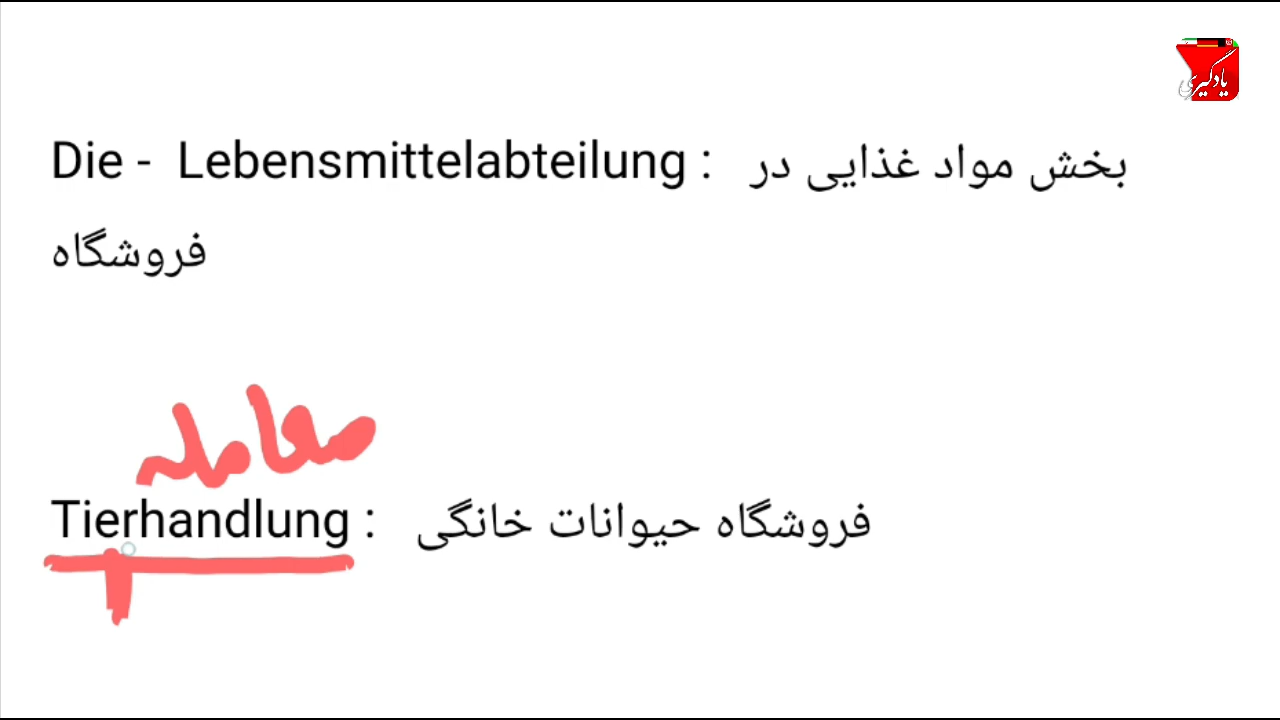 یادگیری
Die - Lebensmittelabteilung : بخش مواد غذایی در
فروشگاه
معامله
Tierhandlung : فروشگاه حیوانات خانگی